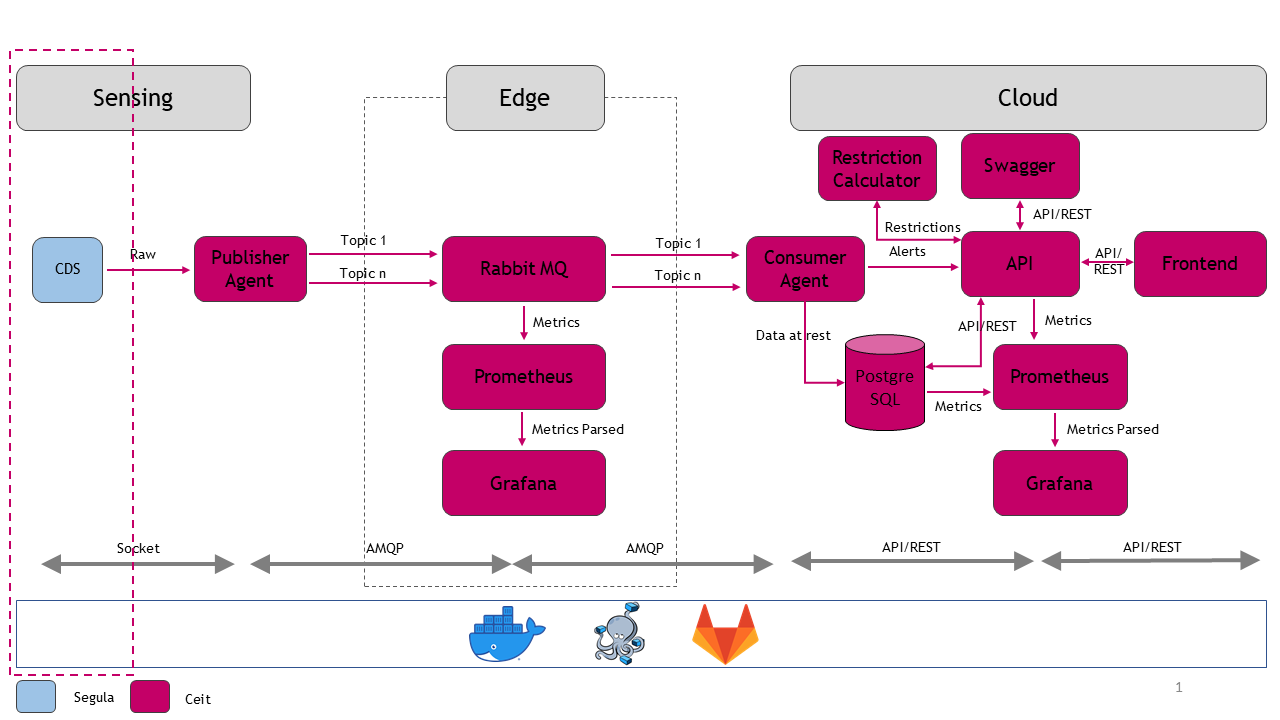 Sensing
Edge
Cloud
Restriction
Calculator
Swagger
API/REST
Restrictions
Alerts
CDS
Raw
Publisher
Agent
Topic 1
Topic n
Rabbit MQ
Topic 1
Topic n
Consumer
Agent
API
API/
REST
Frontend
Metrics
Data at rest
API/REST
Metrics
Prometheus
Postgre
SQL
Metrics
Prometheus
Metrics Parsed
Metrics Parsed
Grafana
Grafana
Socket
AMQP
AMQP
API/REST
API/REST
Segula
Ceit
1